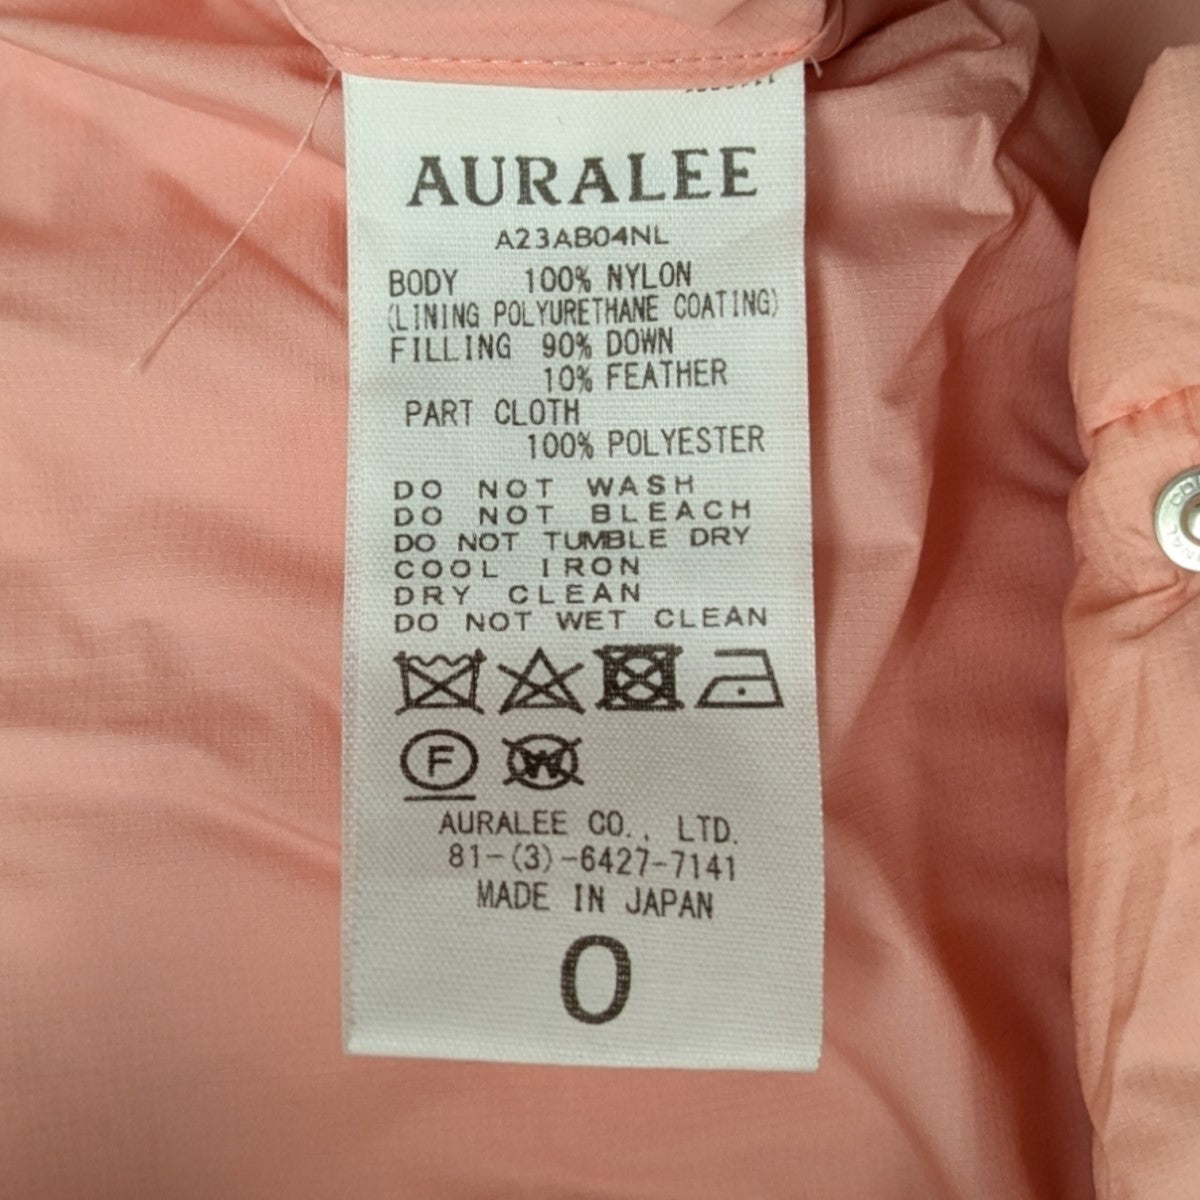 AURALEE
A23AB04NL
BODY 100% NYLON
(LINING POLYURETHANE COATING)
FILLING 90% DOWN
10% FEATHER
PART CLOTH
100% POLYESTER
DO NOT WASH
DO NOT BLEACH
DO NOT TUMBLE DRY
COOL IRON
DRY CLEAN
DO NOT WET CLEAN
F W
AURALEE CO., LTD.
81-(3)-6427-7141
MADE IN JAPAN
0